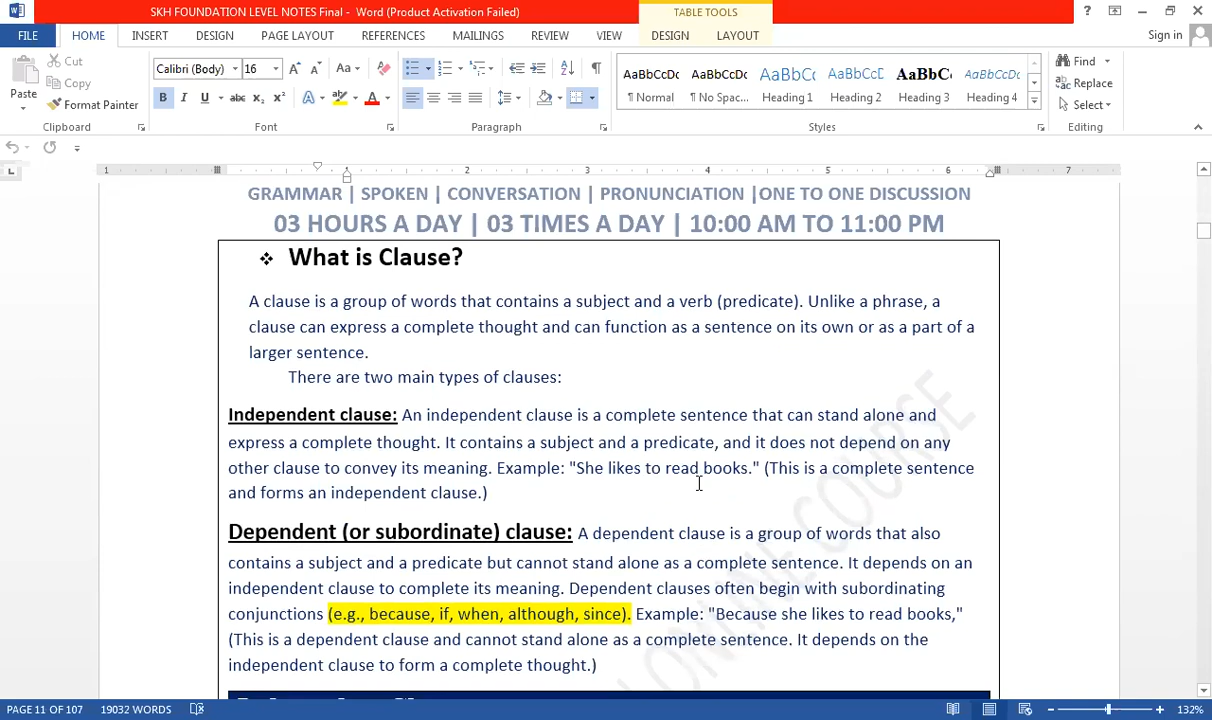 SKH FOUNDATION LEVEL NOTES Final - Word (Product Activation Failed)
TABLE TOOLS
FILE HOME INSERT DESIGN PAGE LAYOUT REFERENCES MAILINGS REVIEW VIEW DESIGN LAYOUT Sign in
Cut
Copy
Format Painter
Paste
Clipboard
Calibri (Body) 16
Font
Paragraph
AaBbCcDc AaBbCcDc AaBbCcD AaBbCcD AaBbC AaBbCcDc
¶ Normal ¶ No Spac... Heading 1 Heading 2 Heading 3 Heading 4
Styles
Find
Replace
Select
Editing
1 1 2 3 4 5 6 7
GRAMMAR | SPOKEN | CONVERSATION | PRONUNCIATION |ONE TO ONE DISCUSSION
03 HOURS A DAY | 03 TIMES A DAY | 10:00 AM TO 11:00 PM
❖ What is Clause?
A clause is a group of words that contains a subject and a verb (predicate). Unlike a phrase, a
clause can express a complete thought and can function as a sentence on its own or as a part of a
larger sentence.
There are two main types of clauses:
Independent clause: An independent clause is a complete sentence that can stand alone and
express a complete thought. It contains a subject and a predicate, and it does not depend on any
other clause to convey its meaning. Example: "She likes to read books." (This is a complete sentence
and forms an independent clause.)
Dependent (or subordinate) clause: A dependent clause is a group of words that also
contains a subject and a predicate but cannot stand alone as a complete sentence. It depends on an
independent clause to complete its meaning. Dependent clauses often begin with subordinating
conjunctions (e.g., because, if, when, although, since). Example: "Because she likes to read books,"
(This is a dependent clause and cannot stand alone as a complete sentence. It depends on the
independent clause to form a complete thought.)
ONLINE COURSE
PAGE 11 OF 107 19032 WORDS 132%